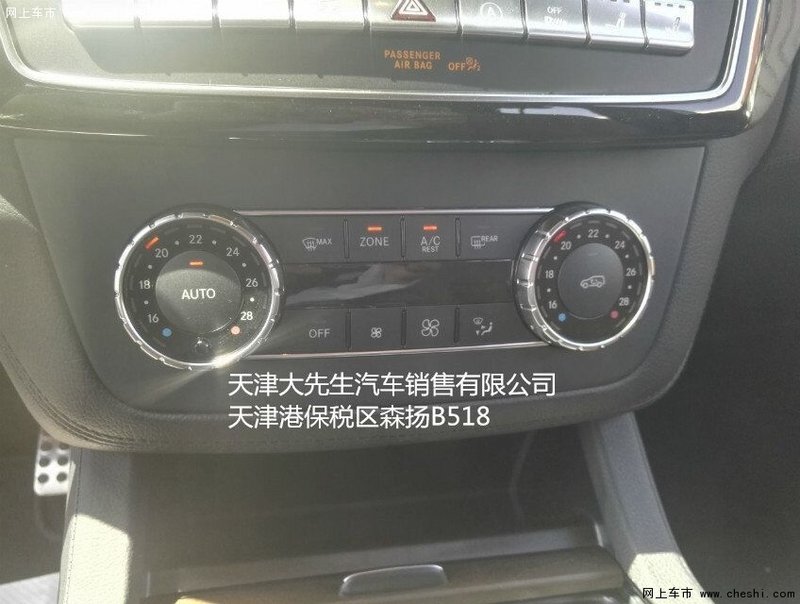 网上车市
OFF
PASSENGER
AIR BAG OFF
22 22
20 24 20 24
18 26 18 26
16 28 16 28
AUTO
MAX ZONE A/C REST REAR
OFF
天津大先生汽车销售有限公司
天津港保税区森扬B518
网上车市 www.cheshi.com